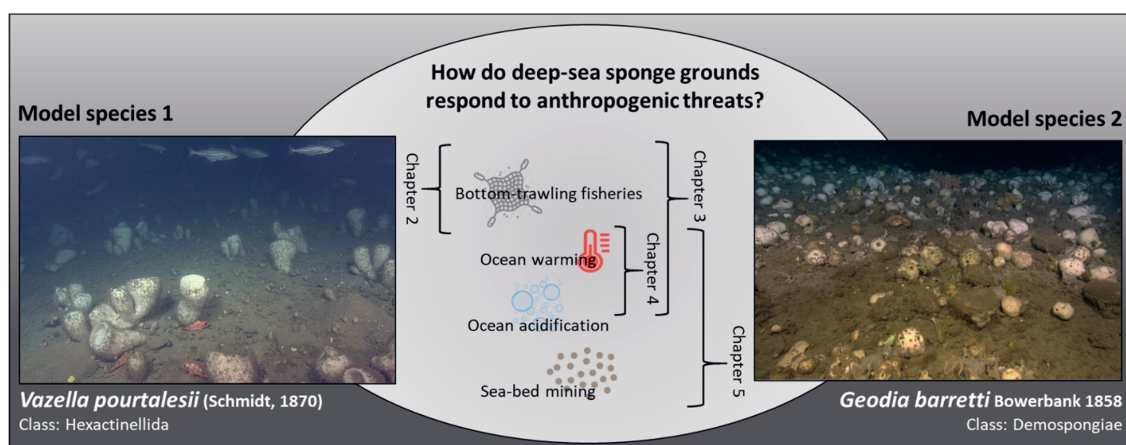 How do deep-sea sponge grounds
respond to anthropogenic threats?
Model species 1
Model species 2
Chapter 2
Bottom-trawling fisheries
Chapter 3
Ocean warming
Chapter 4
Ocean acidification
Sea-bed mining
Chapter 5
Vazella pourtalesii (Schmidt, 1870)
Class: Hexactinellida
Geodia barretti Bowerbank 1858
Class: Demospongiae